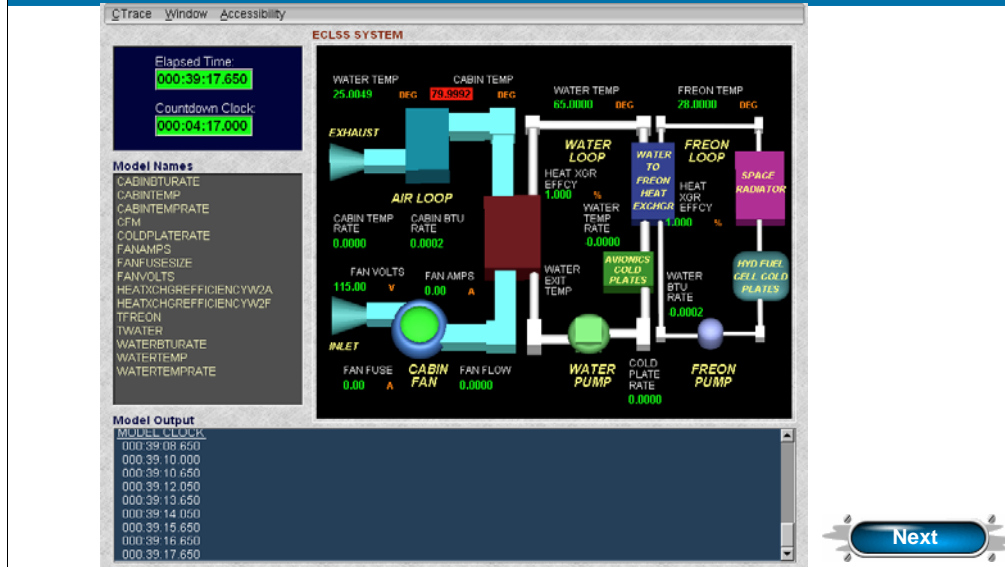 CTrace Window Accessibility
ECLSS SYSTEM
Elapsed Time:
000:39:17.650
Countdown Clock:
000:04:17.000
Model Names
CABINBTURATE
CABINTEMP
CABINTEMPRATE
CFM
COLDPLATERATE
FANAMPS
FANFUSESIZE
FANVOLTS
HEATXCHGREFFICIENCYW2A
HEATXCHGREFFICIENCYW2F
TFREON
TWATER
WATERBTURATE
WATERTEMP
WATERTEMPRATE
WATER TEMP
25.0049 DEG
CABIN TEMP
79.9992 DEG
WATER TEMP
65.0000 DEG
FREON TEMP
28.0000 DEG
EXHAUST
AIR LOOP
WATER
LOOP
FREON
LOOP
HEAT XGR
EFFCY
1.000 %
WATER
TO
FREON
HEAT
EXCHGR
HEAT
XGR
EFFCY
1.000 %
SPACE
RADIATOR
CABIN TEMP
RATE
0.0000
CABIN BTU
RATE
0.0002
WATER
TEMP
RATE
-0.0000
FAN VOLTS
115.00 V
FAN AMPS
0.00 A
WATER
EXIT
TEMP
AVIONICS
COLD
PLATES
WATER
BTU
RATE
-0.0002
HYD FUEL
CELL COLD
PLATES
INLET
FAN FUSE
0.00 A
CABIN
FAN
FAN FLOW
0.0000
WATER
PUMP
COLD
PLATE
RATE
0.0000
FREON
PUMP
Model Output
MODEL CLOCK
000:39:08.650
000:39:10.000
000:39:10.650
000:39:12.050
000:39:13.650
000:39:14.050
000:39:15.650
000:39:16.650
000:39:17.650
Next